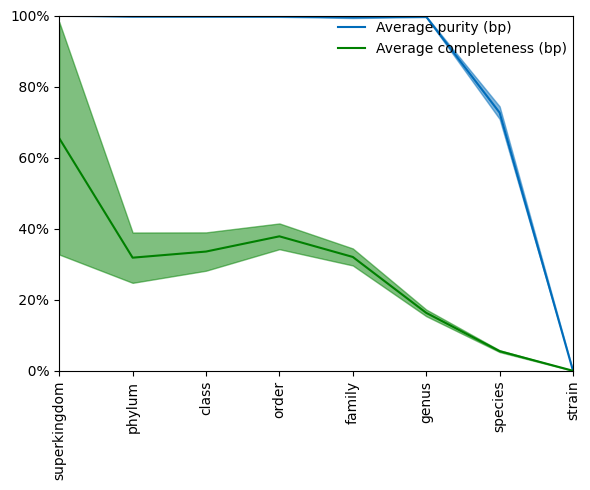 100%
80%
60%
40%
20%
0%
Average purity (bp)
Average completeness (bp)
superkingdom
phylum
class
order
family
genus
species
strain